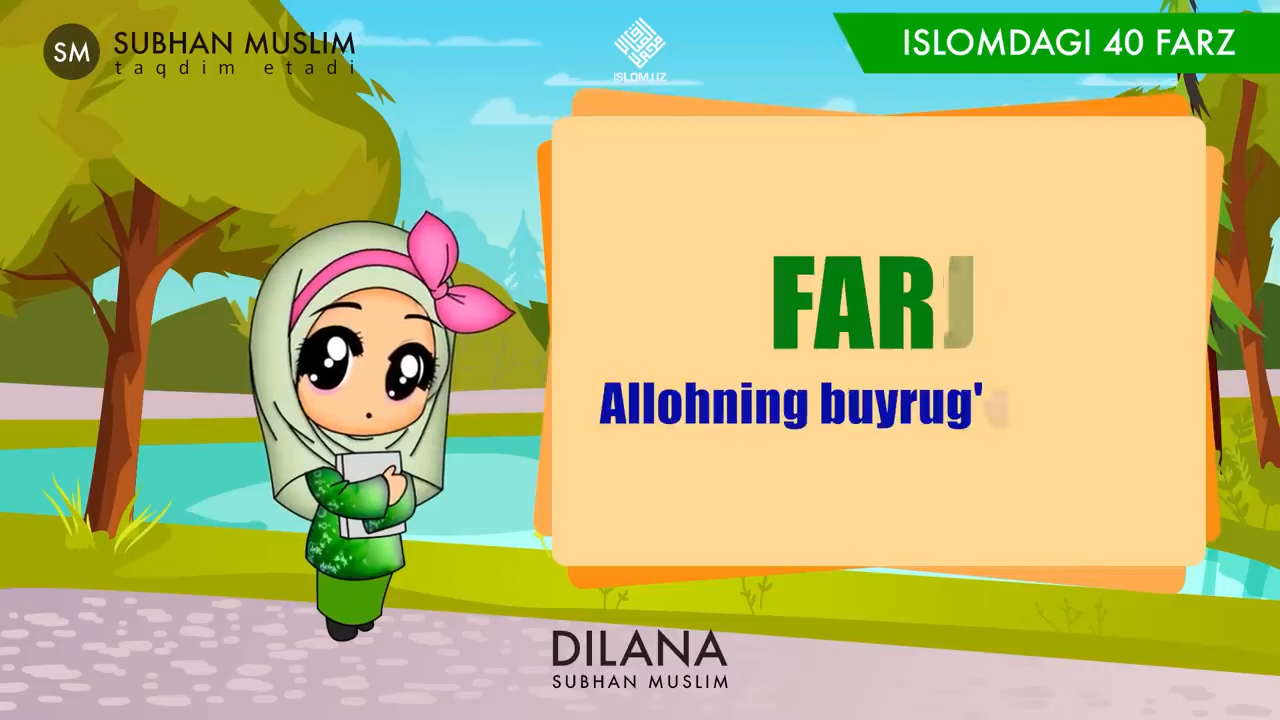 SM
SUBHAN MUSLIM
taqdim etadi
ISLOM.UZ
ISLOMDAGI 40 FARZ
FAR
Allohning buyrug'
DILANA
SUBHAN MUSLIM